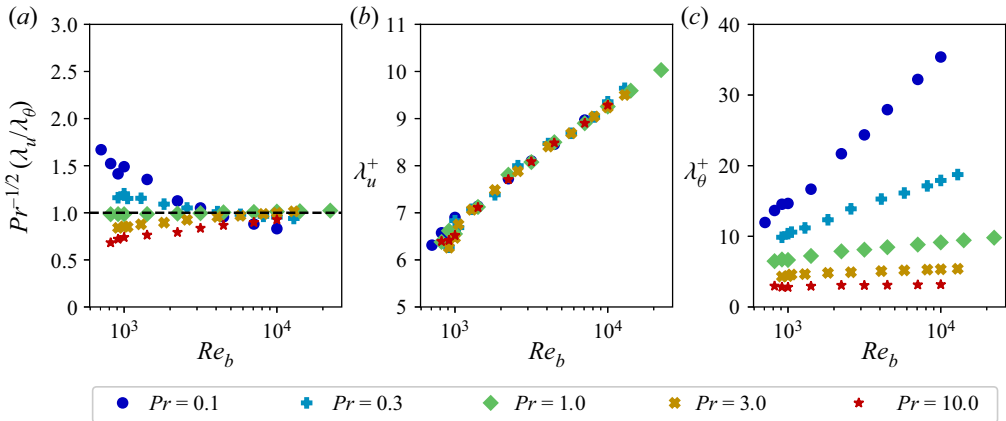 (a)
3.0
2.5
2.0
1.5
1.0
0.5
0
Pr^{-1/2} (λ_u/λ_θ)
10^3
10^4
Re_b
(b)
11
10
9
8
7
6
5
λ_u^+
10^3
10^4
Re_b
(c)
40
30
20
10
0
λ_θ^+
10^3
10^4
Re_b
Pr = 0.1 Pr = 0.3 Pr = 1.0 Pr = 3.0 Pr = 10.0